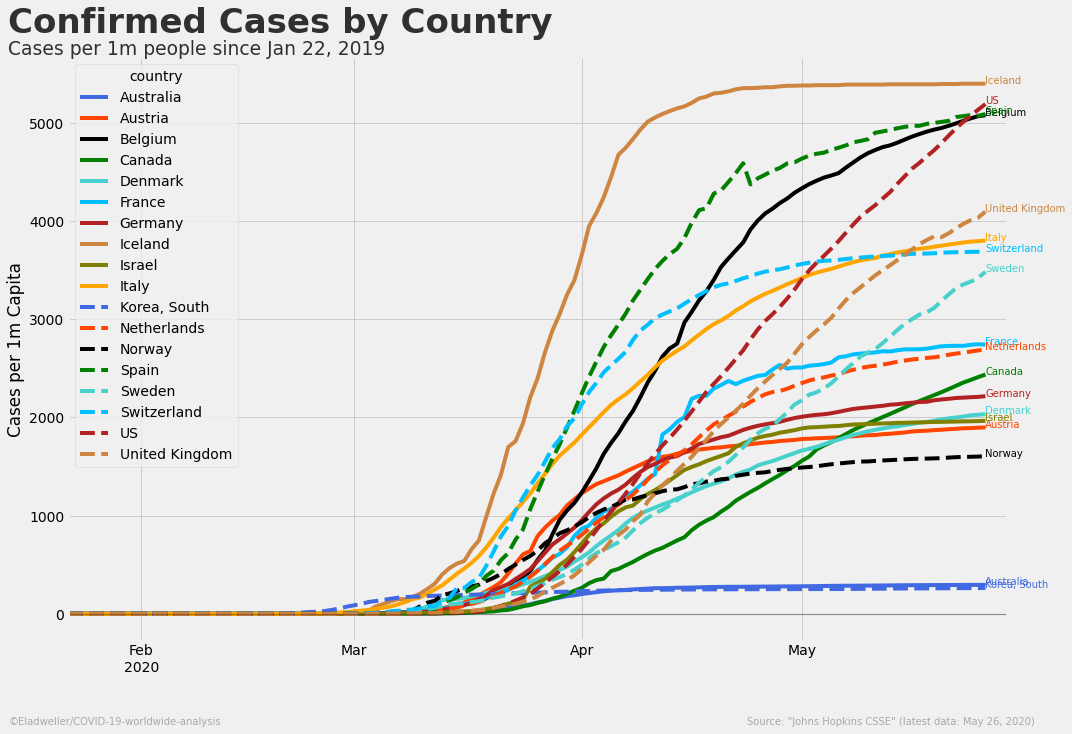 Confirmed Cases by Country
Cases per 1m people since Jan 22, 2019
country
Australia
Austria
Belgium
Canada
Denmark
France
Germany
Iceland
Israel
Italy
Korea, South
Netherlands
Norway
Spain
Sweden
Switzerland
US
United Kingdom
Cases per 1m Capita
5000
4000
3000
2000
1000
0
Iceland
US
Spain
Belgium
United Kingdom
Italy
Switzerland
Sweden
France
Netherlands
Canada
Germany
Denmark
Israel
Austria
Norway
Australia
Korea, South
Feb
2020
Mar
Apr
May
©Eladweller/COVID-19-worldwide-analysis
Source: "Johns Hopkins CSSE" (latest data: May 26, 2020)